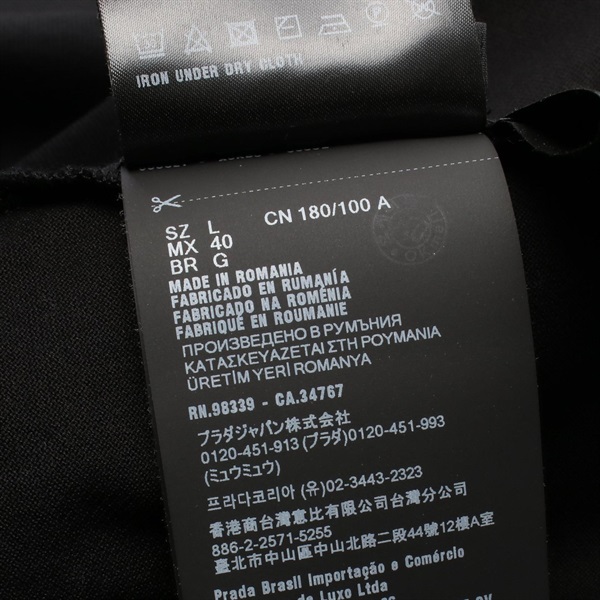 IRON UNDER DRY CLOTH
SZ L CN 180/100 A
MX 40
BR G
MADE IN ROMANIA
FABRICADO EN RUMANÍA
FABRICADO NA ROMÊNIA
FABRIQUÉ EN ROUMANIE
ПРОИЗВЕДЕНО В РУМЪНИЯ
ΚΑΤΑΣΚΕΥΑΖΕΤΑΙ ΣΤΗ ΡΟΥΜΑΝΙΑ
ÜRETİM YERİ ROMANYA
RN.98339 - CA.34767
プラダジャパン株式会社
0120-451-913 (プラダ)0120-451-993
(ミュウミュウ)
프라다코리아 (유)02-3443-2323
香港商台灣意比有限公司台灣分公司
886-2-2571-5255
臺北市中山區中山北路二段44號12樓A室
Prada Brasil Importação e Comércio
de Luxo Ltda